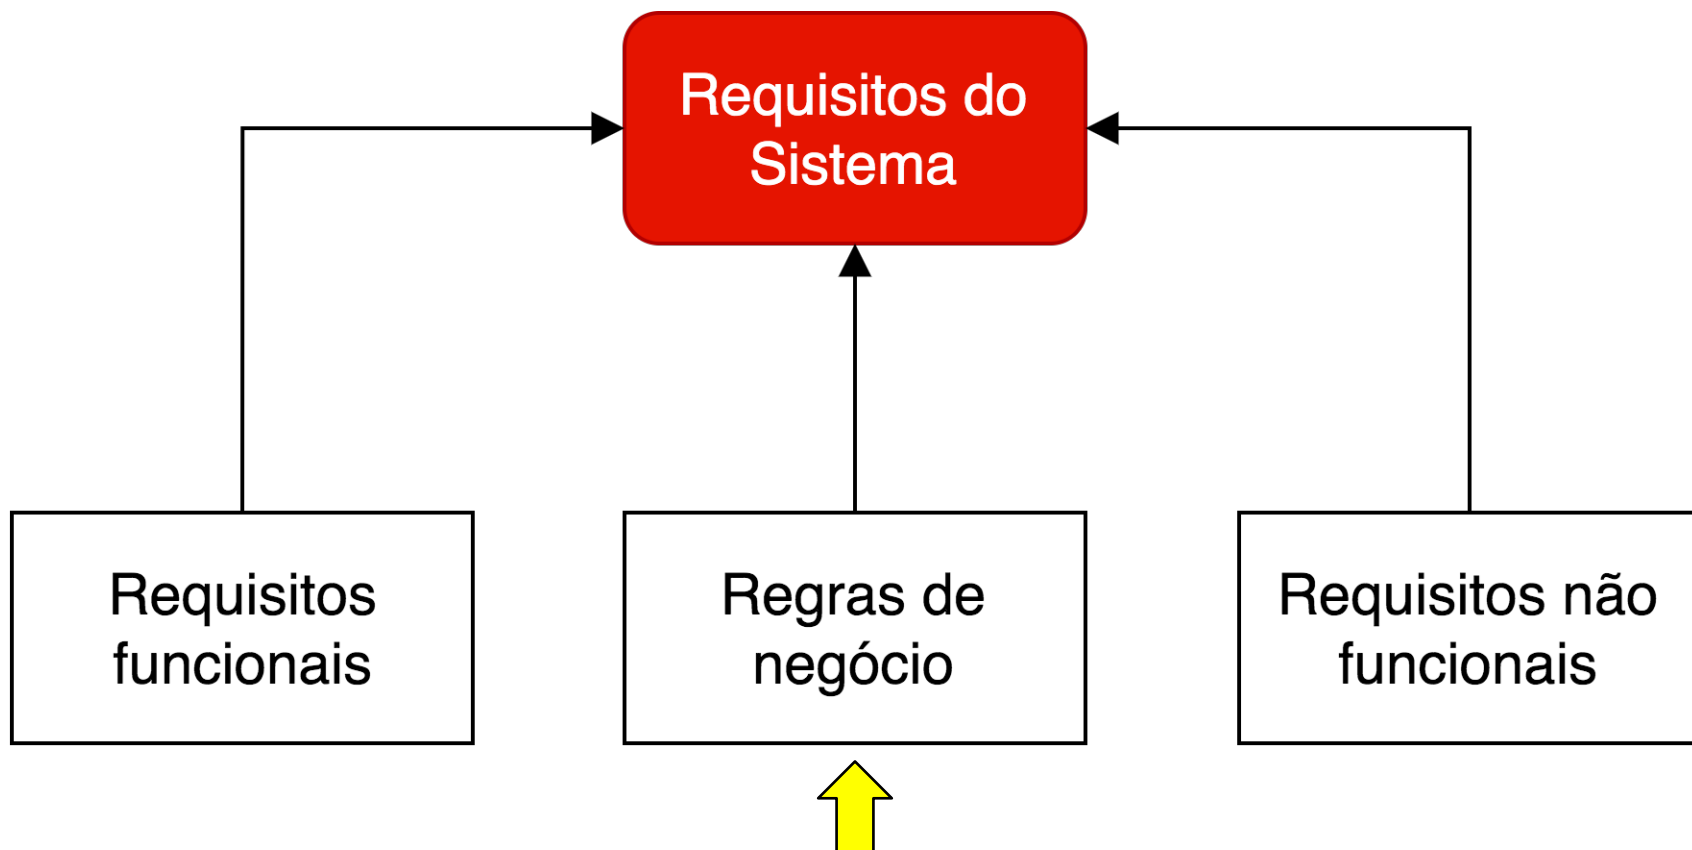 Requisitos do
Sistema
Requisitos
funcionais
Regras de
negócio
Requisitos não
funcionais